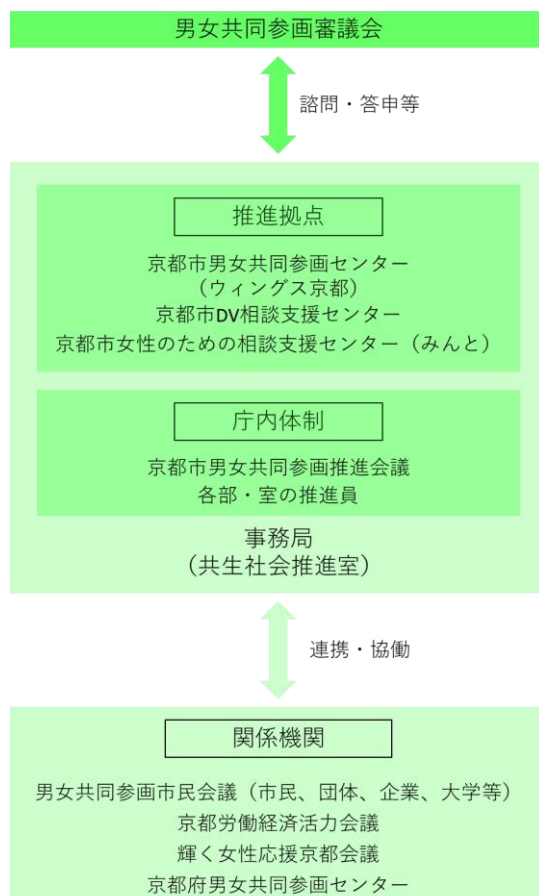 男女共同参画審議会
諮問・答申等
推進拠点
京都市男女共同参画センター
（ウィングス京都）
京都市DV相談支援センター
京都市女性のための相談支援センター（みんと）
庁内体制
京都市男女共同参画推進会議
各部・室の推進員
事務局
（共生社会推進室）
連携・協働
関係機関
男女共同参画市民会議（市民、団体、企業、大学等）
京都労働経済活力会議
輝く女性応援京都会議
京都府男女共同参画センター